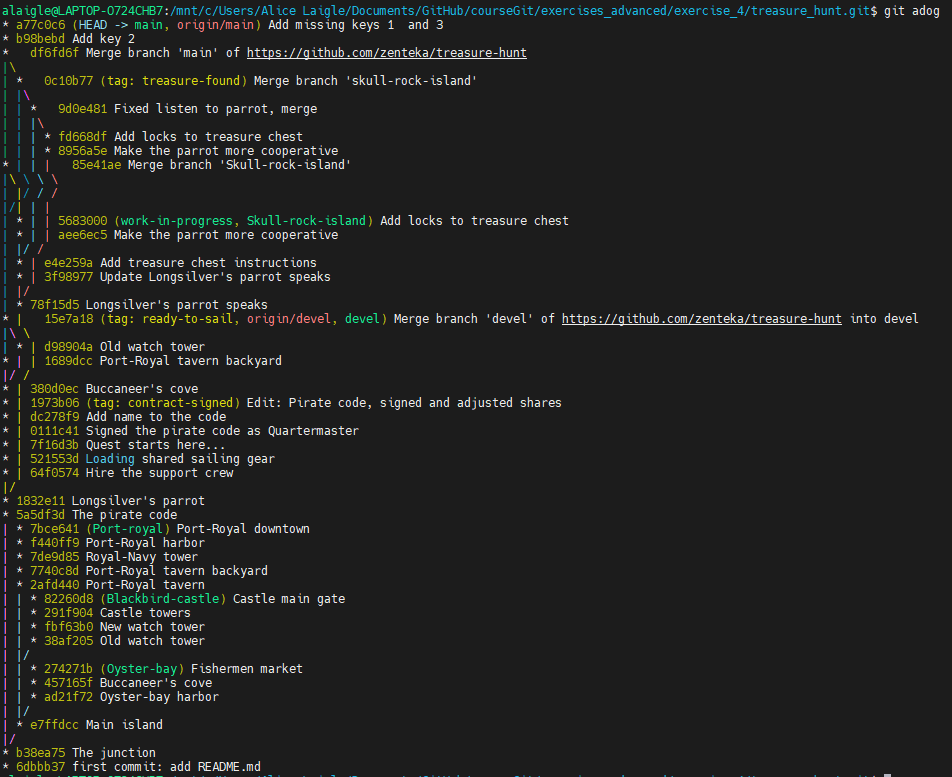 alaigle@LAPTOP-O724CHB7:/mnt/c/Users/Alice Laigle/Documents/GitHub/courseGit/exercises_advanced/exercise_4/treasure_hunt.git$ git adog
* a77c0c6 (HEAD -> main, origin/main) Add missing keys 1  and 3
* b98bebd Add key 2
*   df6fd6f Merge branch 'main' of https://github.com/zenteka/treasure-hunt
|\
| *   0c10b77 (tag: treasure-found) Merge branch 'skull-rock-island'
| |\
| | *   9d0e481 Fixed listen to parrot, merge
| | |\
| | | * fd668df Add locks to treasure chest
| | | * 8956a5e Make the parrot more cooperative
* | | |   85e41ae Merge branch 'Skull-rock-island'
|\ \ \ \
| |/ / /
|/| | |
| * | | 5683000 (work-in-progress, Skull-rock-island) Add locks to treasure chest
| * | | aee6ec5 Make the parrot more cooperative
| |/ /
| * | e4e259a Add treasure chest instructions
| * | 3f98977 Update Longsilver's parrot speaks
| |/
| * 78f15d5 Longsilver's parrot speaks
* |   15e7a18 (tag: ready-to-sail, origin/devel, devel) Merge branch 'devel' of https://github.com/zenteka/treasure-hunt into devel
|\ \
| * | d98904a Old watch tower
* | | 1689dcc Port-Royal tavern backyard
|/ /
* | 380d0ec Buccaneer's cove
* | 1973b06 (tag: contract-signed) Edit: Pirate code, signed and adjusted shares
* | dc278f9 Add name to the code
* | 0111c41 Signed the pirate code as Quartermaster
* | 7f16d3b Quest starts here...
* | 521553d Loading shared sailing gear
* | 64f0574 Hire the support crew
|/
* 1832e11 Longsilver's parrot
* 5a5df3d The pirate code
| * 7bce641 (Port-royal) Port-Royal downtown
| * f440ff9 Port-Royal harbor
| * 7de9d85 Royal-Navy tower
| * 7740c8d Port-Royal tavern backyard
| * 2afd440 Port-Royal tavern
| | * 82260d8 (Blackbird-castle) Castle main gate
| | * 291f904 Castle towers
| | * fbf63b0 New watch tower
| | * 38af205 Old watch tower
| |/
| | * 274271b (Oyster-bay) Fishermen market
| | * 457165f Buccaneer's cove
| | * ad21f72 Oyster-bay harbor
| |/
| * e7ffdcc Main island
|/
* b38ea75 The junction
* 6dbbb37 first commit: add README.md